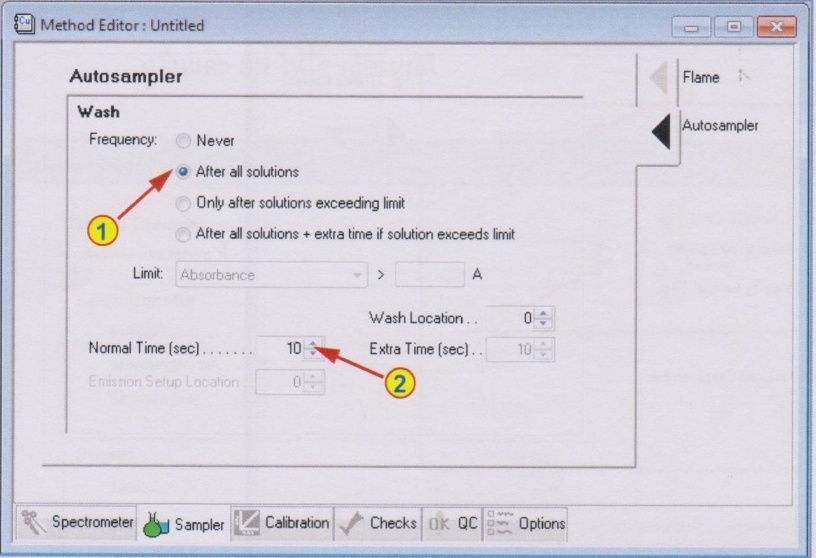 Cu Method Editor : Untitled
Autosampler
Flame
Autosampler
Wash
Frequency: Never
After all solutions
1
Only after solutions exceeding limit
After all solutions + extra time if solution exceeds limit
Limit: Absorbance > A
Wash Location . . 0
Normal Time (sec) . . . . . . . 10 Extra Time (sec) . . 10
Emission Setup Location : 0
2
Spectrometer Sampler Calibration Checks OK QC Options